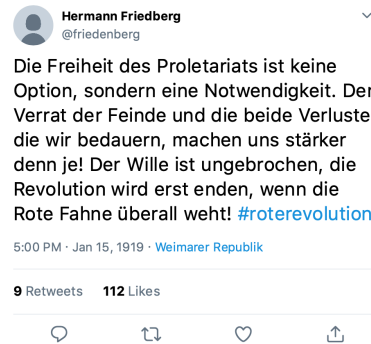 Hermann Friedberg
@friedenberg
Die Freiheit des Proletariats ist keine
Option, sondern eine Notwendigkeit. Der
Verrat der Feinde und die beide Verluste
die wir bedauern, machen uns stärker
denn je! Der Wille ist ungebrochen, die
Revolution wird erst enden, wenn die
Rote Fahne überall weht! #roterevolution
5:00 PM · Jan 15, 1919 · Weimarer Republik
9 Retweets 112 Likes